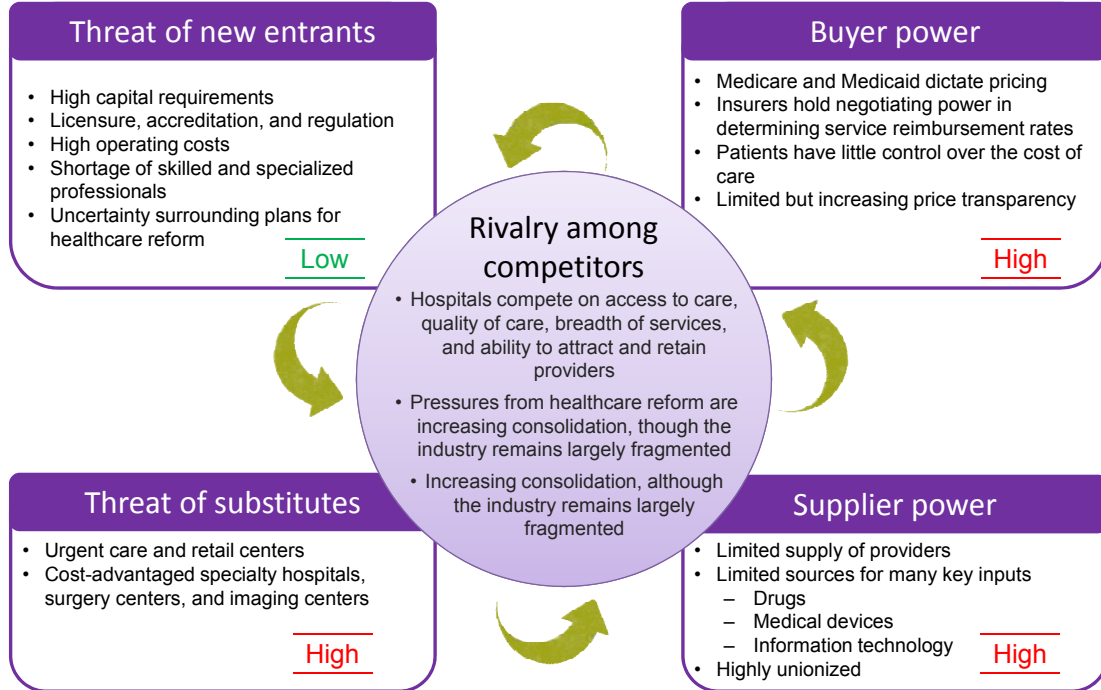 Threat of new entrants
• High capital requirements
• Licensure, accreditation, and regulation
• High operating costs
• Shortage of skilled and specialized
professionals
• Uncertainty surrounding plans for
healthcare reform
Low
Buyer power
• Medicare and Medicaid dictate pricing
• Insurers hold negotiating power in
determining service reimbursement rates
• Patients have little control over the cost of
care
• Limited but increasing price transparency
High
Rivalry among
competitors
• Hospitals compete on access to care,
quality of care, breadth of services,
and ability to attract and retain
providers
• Pressures from healthcare reform are
increasing consolidation, though the
industry remains largely fragmented
• Increasing consolidation, although
the industry remains largely
fragmented
Threat of substitutes
• Urgent care and retail centers
• Cost-advantaged specialty hospitals,
surgery centers, and imaging centers
High
Supplier power
• Limited supply of providers
• Limited sources for many key inputs
– Drugs
– Medical devices
– Information technology
• Highly unionized
High